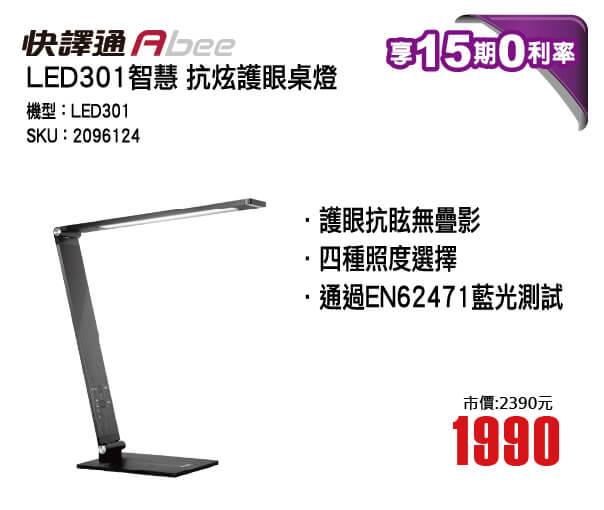 快譯通 Abee
享15期0利率
LED301智慧 抗炫護眼桌燈
機型：LED301
SKU：2096124
·護眼抗眩無疊影
·四種照度選擇
·通過EN62471藍光測試
市價:2390元
1990